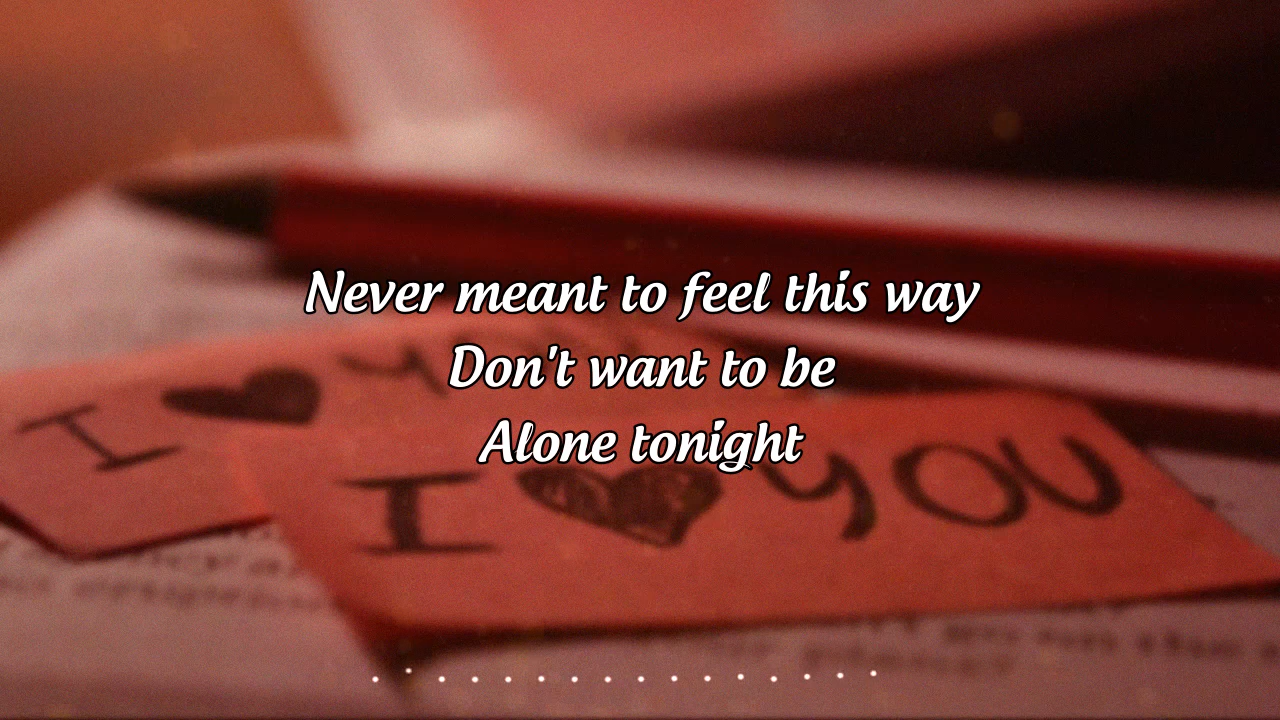 Never meant to feel this way
Don't want to be
Alone tonight
I ♥ YOU
I ♥ YOU